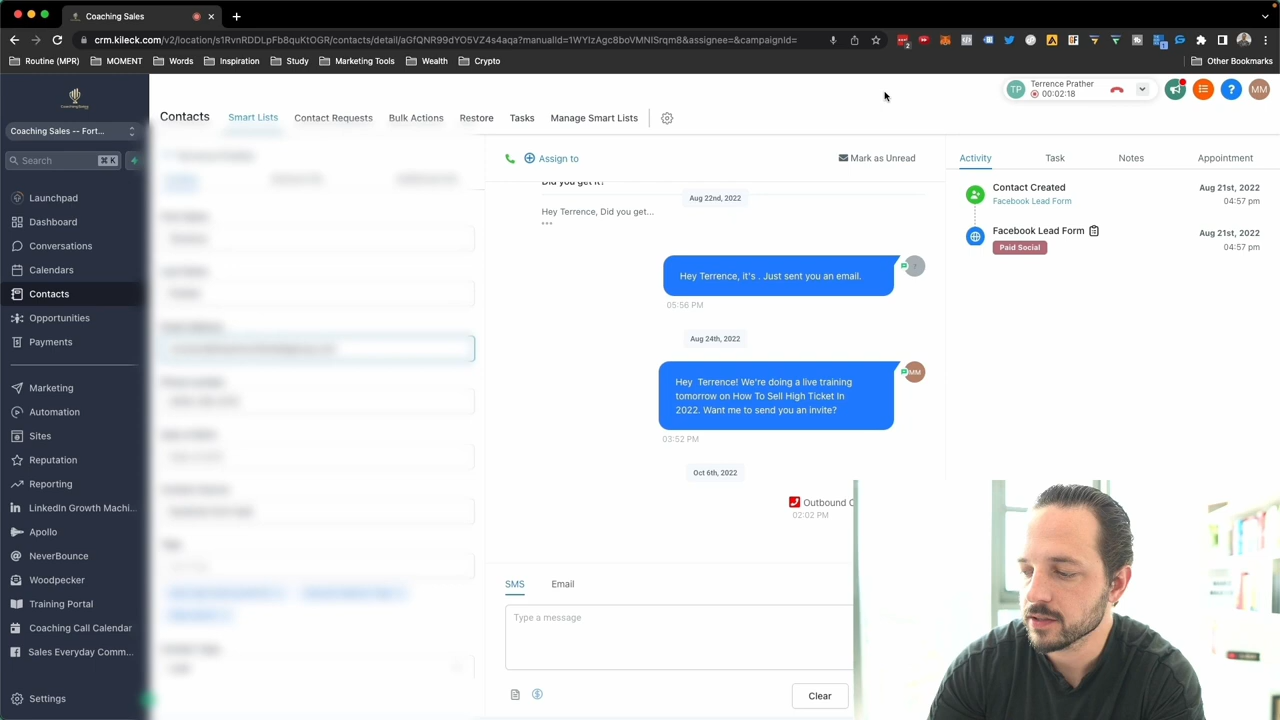 Coaching Sales
crm.kileck.com/v2/location/s1RvnRDDLpFb8quKtOGR/contacts/detail/aGfQNR99dYO5VZ4s4aqa?manualId=1WYIzAgc8boVMNISrqm8&assignee=&campaignId=
Routine (MPR) MOMENT Words Inspiration Study Marketing Tools Wealth Crypto Other Bookmarks
Coaching Sales -- Fort...
Search ⌘ K
Launchpad
Dashboard
Conversations
Calendars
Contacts
Opportunities
Payments
Marketing
Automation
Sites
Reputation
Reporting
LinkedIn Growth Machi...
Apollo
NeverBounce
Woodpecker
Training Portal
Coaching Call Calendar
Sales Everyday Comm...
Settings
Contacts Smart Lists Contact Requests Bulk Actions Restore Tasks Manage Smart Lists
TP Terrence Prather
00:02:18
? MM
Assign to Mark as Unread
Did you get it?
Aug 22nd, 2022
Hey Terrence, Did you get...
Hey Terrence, it's . Just sent you an email.
?
05:56 PM
Aug 24th, 2022
Hey Terrence! We're doing a live training
tomorrow on How To Sell High Ticket In
2022. Want me to send you an invite?
MM
03:52 PM
Oct 6th, 2022
Outbound C
02:02 PM
SMS Email
Type a message
Clear
Activity Task Notes Appointment
Contact Created Aug 21st, 2022
Facebook Lead Form 04:57 pm
Facebook Lead Form Aug 21st, 2022
Paid Social 04:57 pm